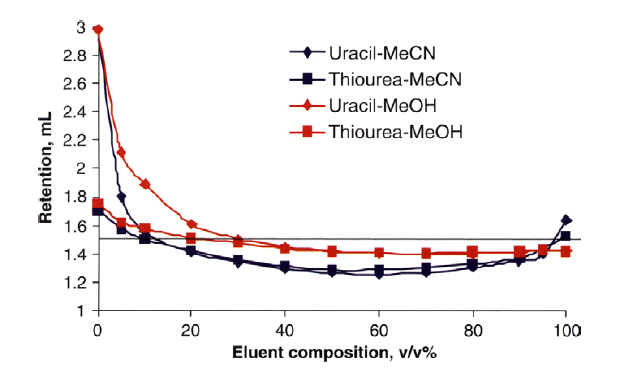 3
2.8
2.6
2.4
2.2
2
1.8
1.6
1.4
1.2
1
Retention, mL
Uracil-MeCN
Thiourea-MeCN
Uracil-MeOH
Thiourea-MeOH
0 20 40 60 80 100
Eluent composition, v/v%